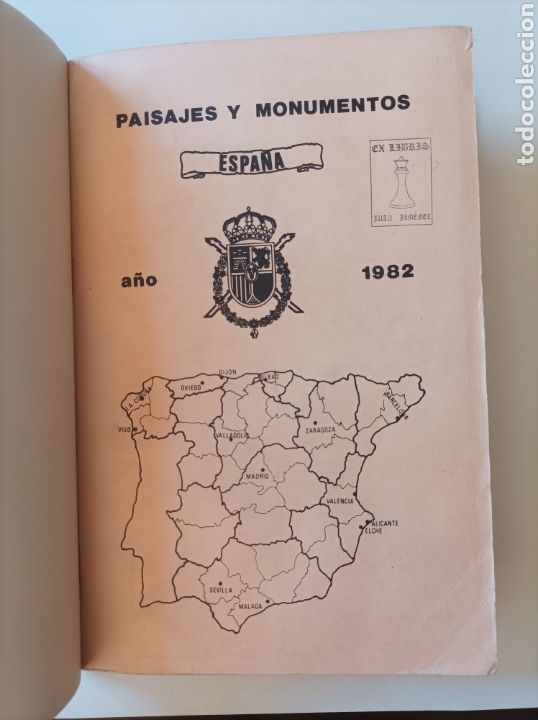 PAISAJES Y MONUMENTOS
ESPAÑA
EX LIBRIS
JUAN JIMÉNEZ
año 1982
GIJON
OVIEDO
BILBAO
LA CORUÑA
VIGO
VALLADOLID
ZARAGOZA
BARCELONA
MADRID
VALENCIA
ALICANTE
ELCHE
SEVILLA
MALAGA
todocoleccion